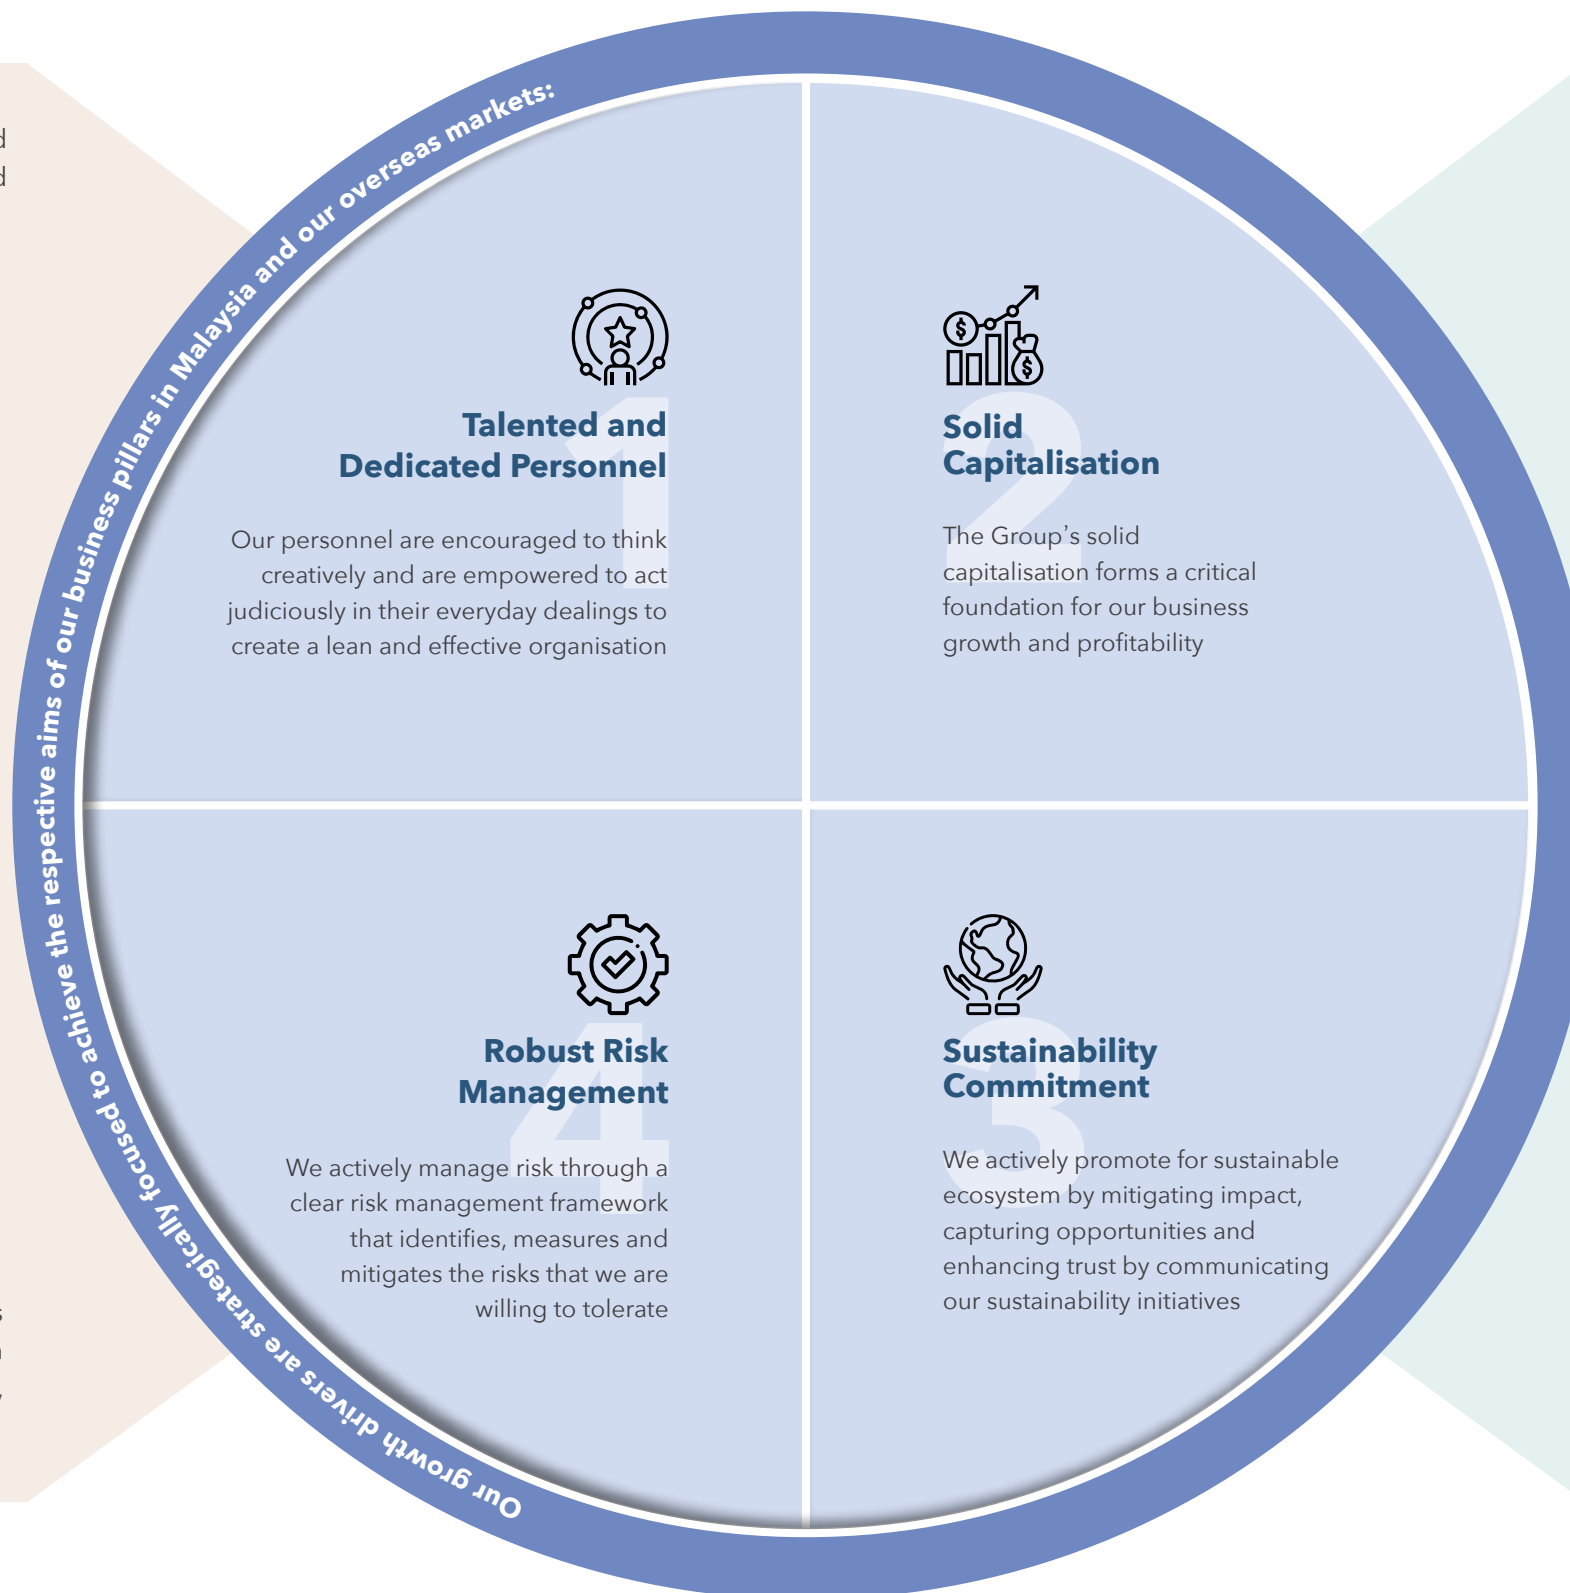 Our growth drivers are strategically focused to achieve the respective aims of our business pillars in Malaysia and our overseas markets:
1
Talented and
Dedicated Personnel
Our personnel are encouraged to think
creatively and are empowered to act
judiciously in their everyday dealings to
create a lean and effective organisation
2
Solid
Capitalisation
The Group's solid
capitalisation forms a critical
foundation for our business
growth and profitability
3
Sustainability
Commitment
We actively promote for sustainable
ecosystem by mitigating impact,
capturing opportunities and
enhancing trust by communicating
our sustainability initiatives
4
Robust Risk
Management
We actively manage risk through a
clear risk management framework
that identifies, measures and
mitigates the risks that we are
willing to tolerate